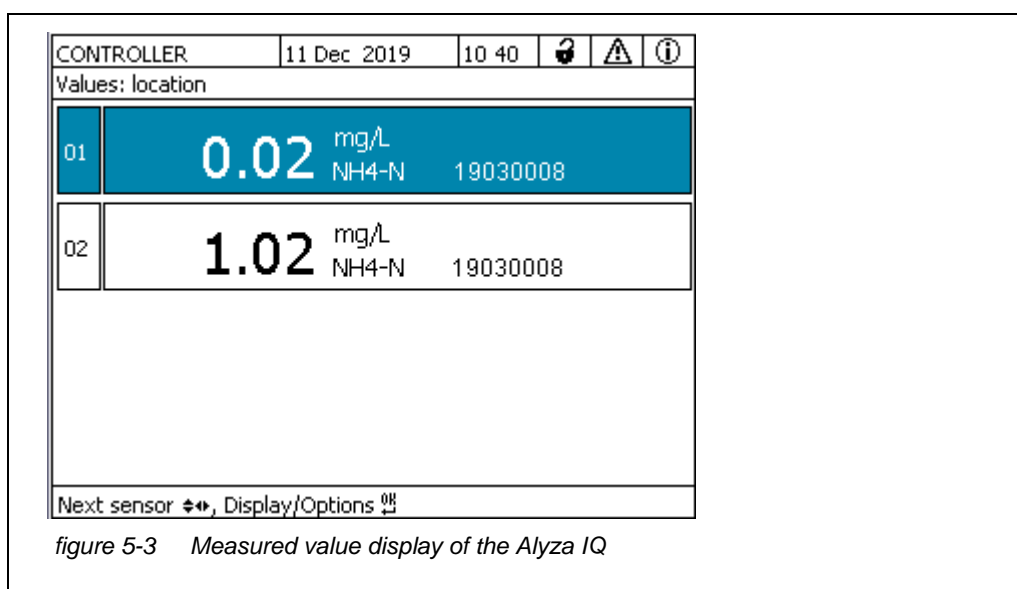 CONTROLLER 11 Dec 2019 10 40
Values: location
01 0.02 mg/L NH4-N 19030008
02 1.02 mg/L NH4-N 19030008
Next sensor, Display/Options OK
figure 5-3 Measured value display of the Alyza IQ